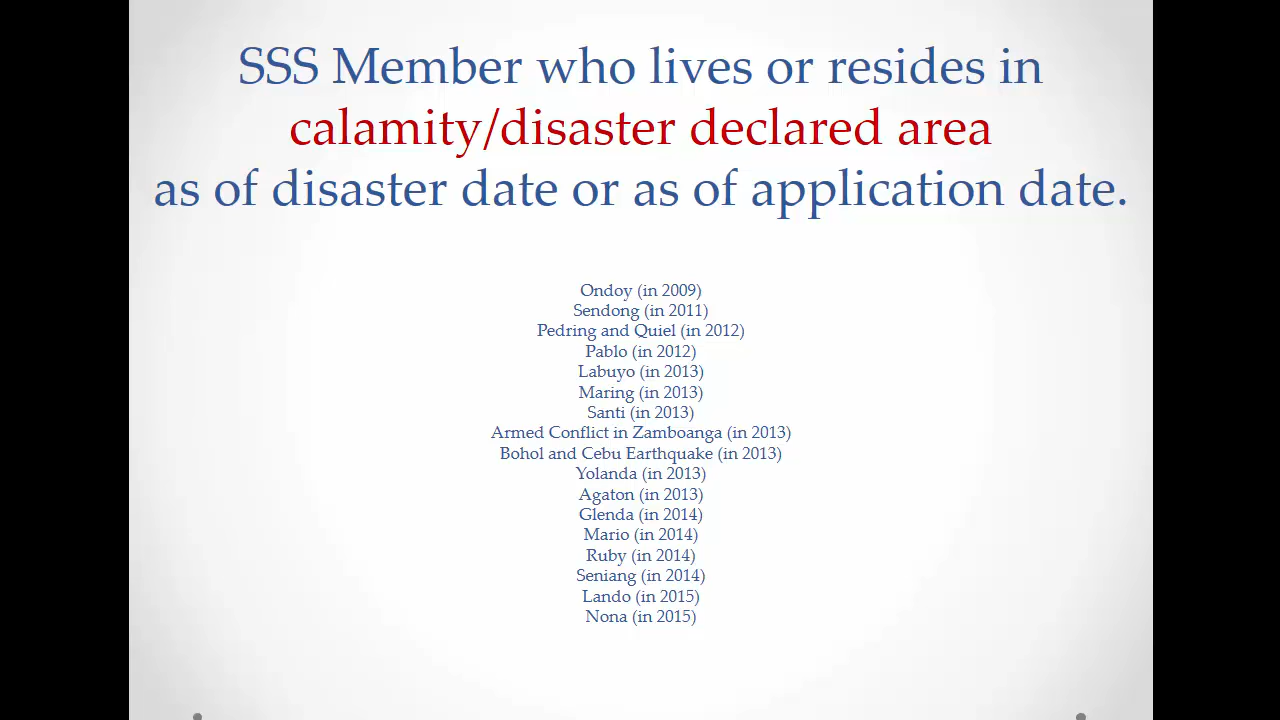 SSS Member who lives or resides in
calamity/disaster declared area
as of disaster date or as of application date.
Ondoy (in 2009)
Sendong (in 2011)
Pedring and Quiel (in 2012)
Pablo (in 2012)
Labuyo (in 2013)
Maring (in 2013)
Santi (in 2013)
Armed Conflict in Zamboanga (in 2013)
Bohol and Cebu Earthquake (in 2013)
Yolanda (in 2013)
Agaton (in 2013)
Glenda (in 2014)
Mario (in 2014)
Ruby (in 2014)
Seniang (in 2014)
Lando (in 2015)
Nona (in 2015)